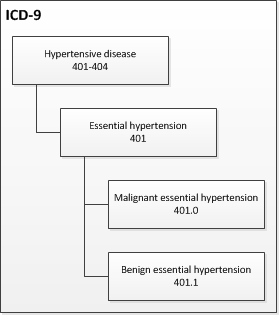 ICD-9
Hypertensive disease
401-404
Essential hypertension
401
Malignant essential hypertension
401.0
Benign essential hypertension
401.1